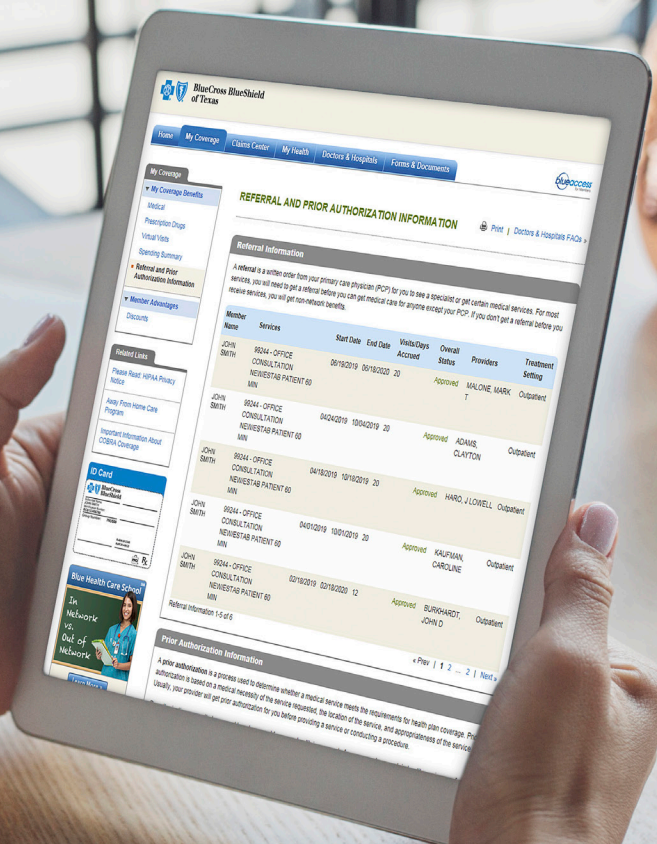 BlueCross BlueShield
of Texas
Home
My Coverage
Claims Center
My Health
Doctors & Hospitals
Forms & Documents
blueaccess
for members
My Coverage
▼ My Coverage Benefits
Medical
Prescription Drugs
Virtual Visits
Spending Summary
Referral and Prior
Authorization Information
▼ Member Advantages
Discounts
Related Links
Please Read: HIPAA Privacy
Notice
Away From Home Care
Program
Important Information About
COBRA Coverage
ID Card
BlueCross
BlueShield
Rx
Blue Health Care School
In
Network
vs.
Out of
Network
Learn More
REFERRAL AND PRIOR AUTHORIZATION INFORMATION
Print | Doctors & Hospitals FAQs »
Referral Information
A referral is a written order from your primary care physician (PCP) for you to see a specialist or get certain medical services. For most
services, you will need to get a referral before you can get medical care for anyone except your PCP. If you don't get a referral before you
receive services, you will get non-network benefits.
Member Name Services Start Date End Date Visits/Days Accrued Overall Status Providers Treatment Setting
JOHN SMITH 99244 - OFFICE CONSULTATION NEW/ESTAB PATIENT 60 MIN 06/19/2019 06/18/2020 20 Approved MALONE, MARK T Outpatient
JOHN SMITH 99244 - OFFICE CONSULTATION NEW/ESTAB PATIENT 60 MIN 04/24/2019 10/04/2019 20 Approved ADAMS, CLAYTON Outpatient
JOHN SMITH 99244 - OFFICE CONSULTATION NEW/ESTAB PATIENT 60 MIN 04/18/2019 10/18/2019 20 Approved HARO, J LOWELL Outpatient
JOHN SMITH 99244 - OFFICE CONSULTATION NEW/ESTAB PATIENT 60 MIN 04/01/2019 10/01/2019 20 Approved KAUFMAN, CAROLINE Outpatient
JOHN SMITH 99244 - OFFICE CONSULTATION NEW/ESTAB PATIENT 60 MIN 02/18/2019 02/18/2020 12 Approved BURKHARDT, JOHN D Outpatient
Referral Information 1-5 of 6
« Prev | 1 2 ... 2 | Next »
Prior Authorization Information
A prior authorization is a process used to determine whether a medical service meets the requirements for health plan coverage.
authorization is based on a medical necessity of the service requested, the location of the service, and appropriateness of the service
Usually, your provider will get prior authorization for you before providing a service or conducting a procedure.